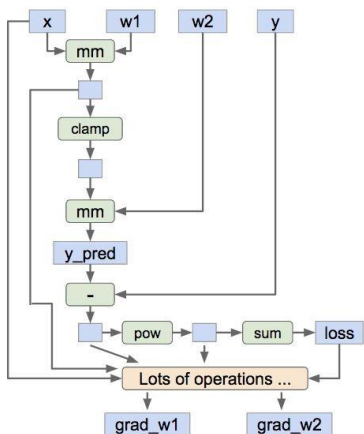 x w1 w2 y
mm
clamp
mm
y_pred
-
pow sum loss
Lots of operations ...
grad_w1 grad_w2